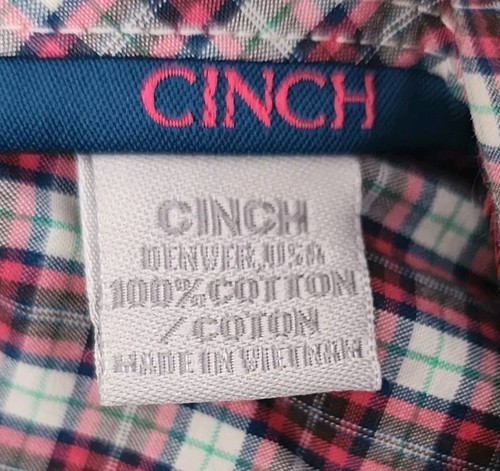 CINCH
CINCH
DENVER, USA
100% COTTON
/ COTON
MADE IN VIETNAM